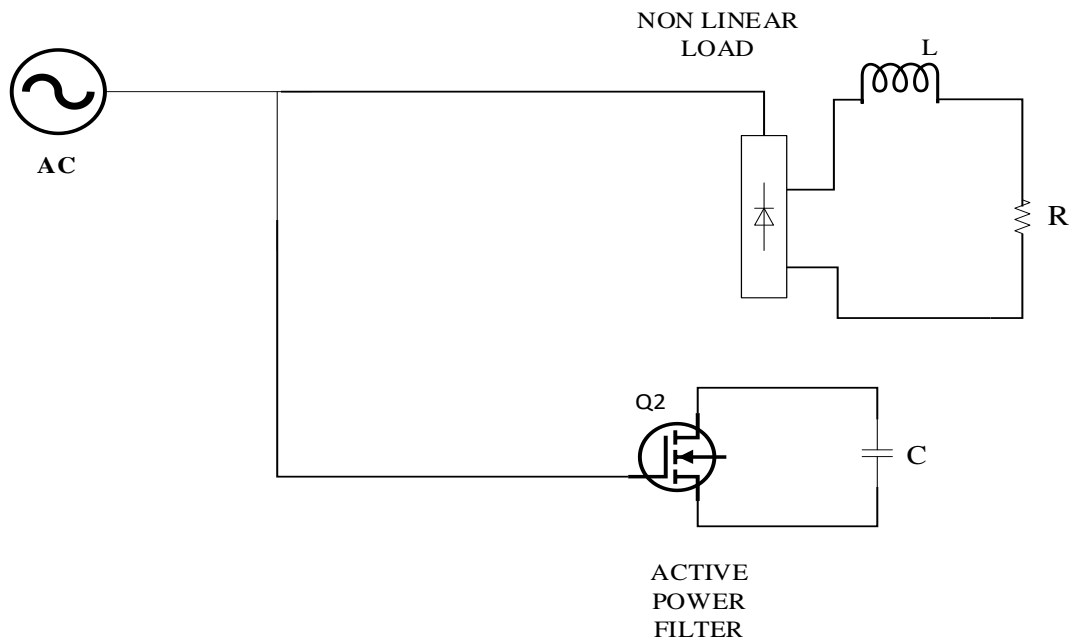 NON LINEAR
LOAD
L
AC
R
Q2
C
ACTIVE
POWER
FILTER